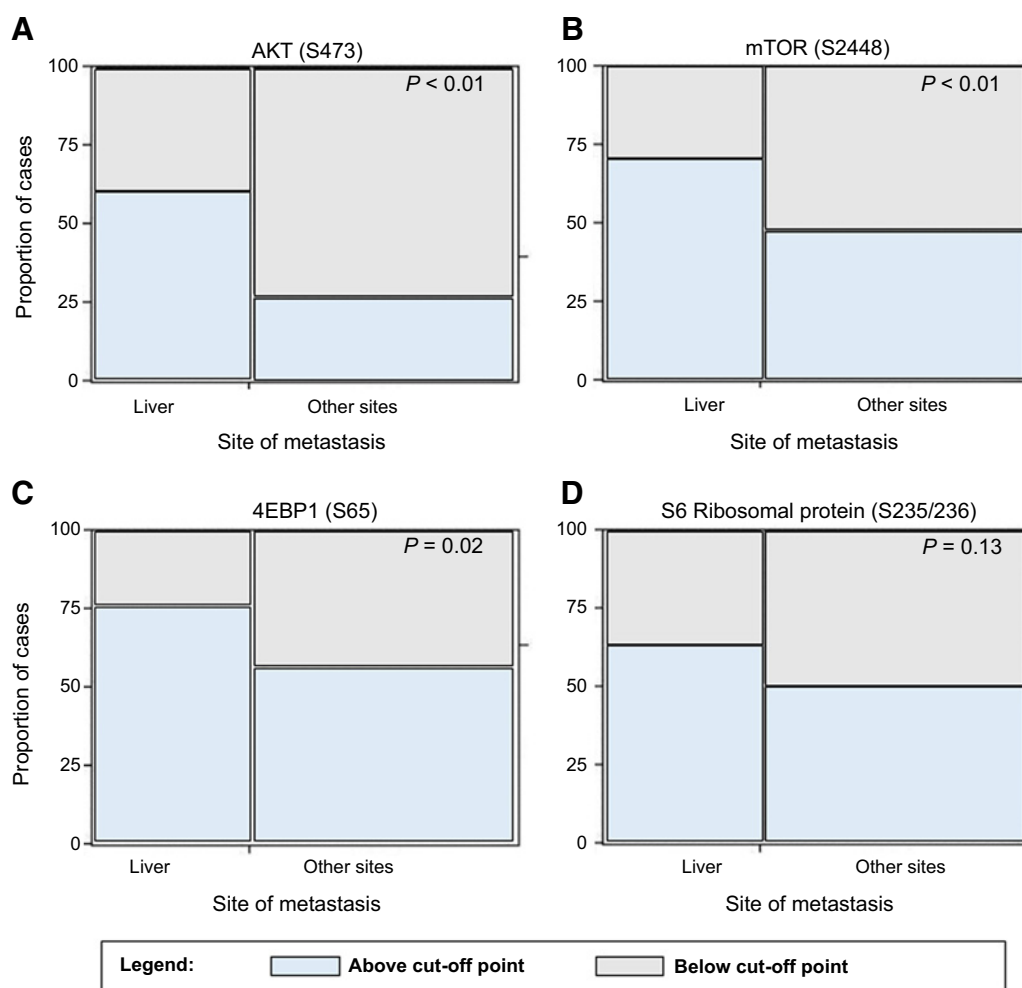 A
AKT (S473)
P < 0.01
100
75
50
25
0
Proportion of cases
Liver
Other sites
Site of metastasis
B
mTOR (S2448)
P < 0.01
100
75
50
25
0
Liver
Other sites
Site of metastasis
C
4EBP1 (S65)
P = 0.02
100
75
50
25
0
Proportion of cases
Liver
Other sites
Site of metastasis
D
S6 Ribosomal protein (S235/236)
P = 0.13
100
75
50
25
0
Liver
Other sites
Site of metastasis
Legend: Above cut-off point Below cut-off point